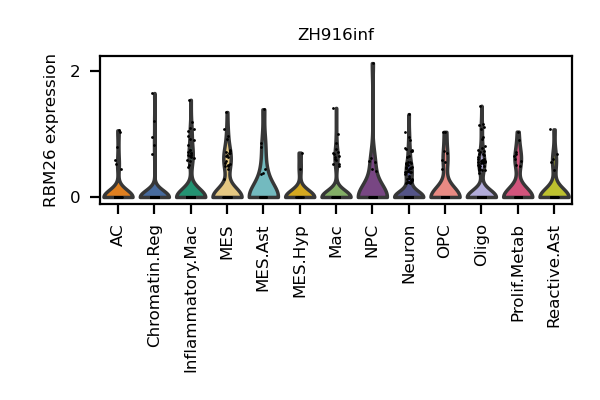 ZH916inf
RBM26 expression
2
0
AC
Chromatin.Reg
Inflammatory.Mac
MES
MES.Ast
MES.Hyp
Mac
NPC
Neuron
OPC
Oligo
Prolif.Metab
Reactive.Ast